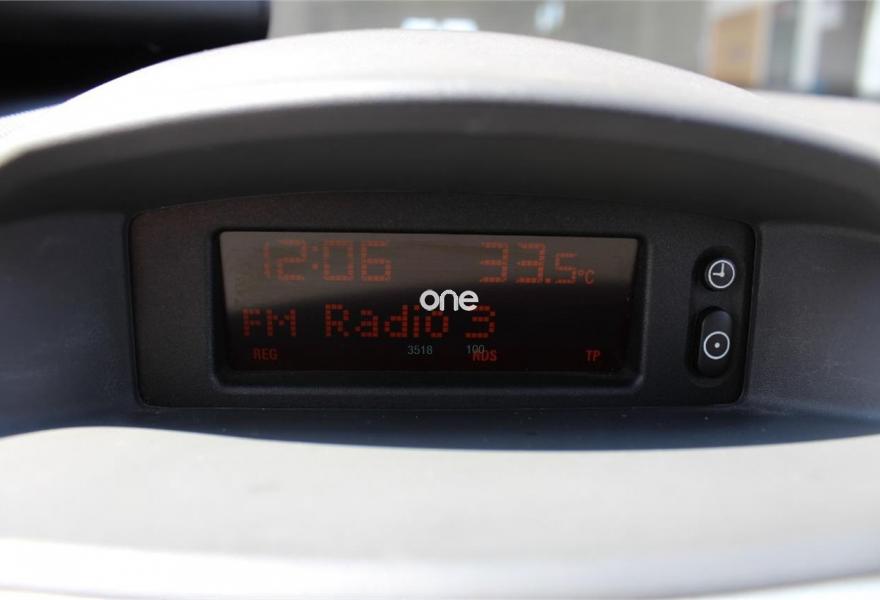 12:06 33.5°C
one
FM Radio 3
3518 100
REG RDS TP